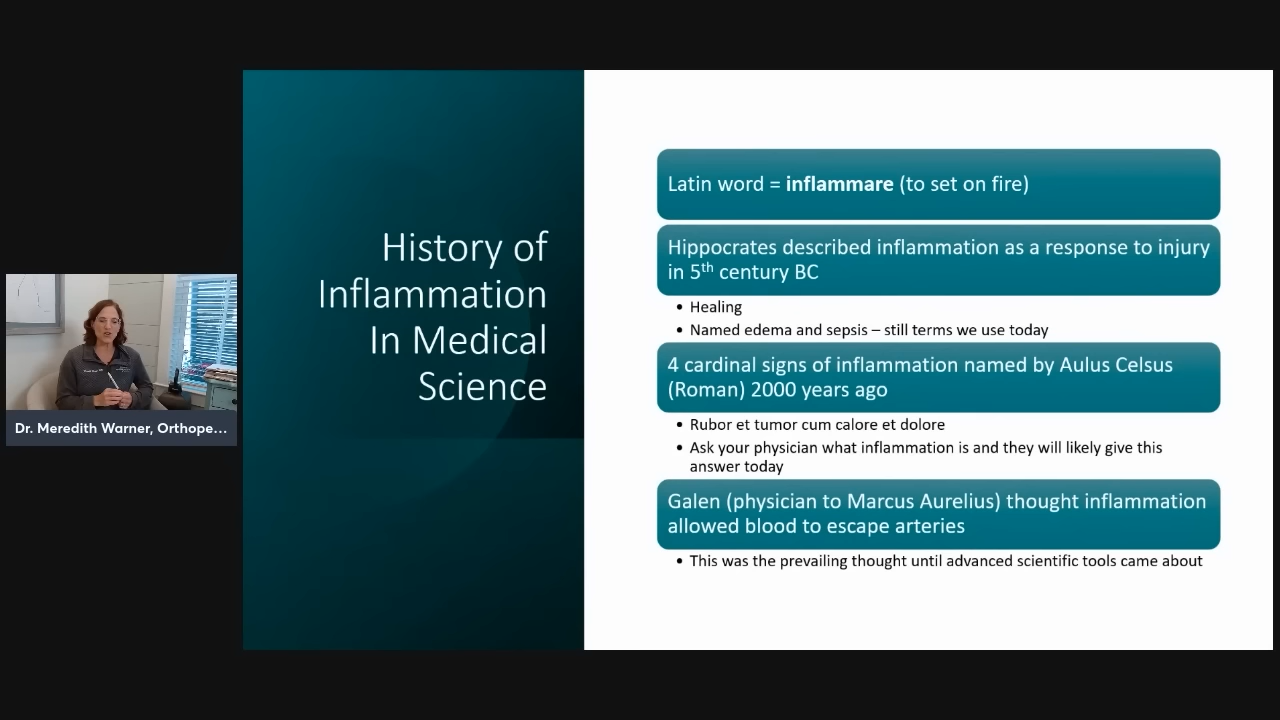 History of
Inflammation
In Medical
Science
Latin word = inflammare (to set on fire)
Hippocrates described inflammation as a response to injury
in 5th century BC
• Healing
• Named edema and sepsis – still terms we use today
4 cardinal signs of inflammation named by Aulus Celsus
(Roman) 2000 years ago
• Rubor et tumor cum calore et dolore
• Ask your physician what inflammation is and they will likely give this
answer today
Galen (physician to Marcus Aurelius) thought inflammation
allowed blood to escape arteries
• This was the prevailing thought until advanced scientific tools came about
Dr. Meredith Warner, Orthope...